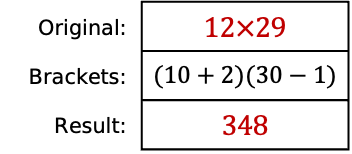 Original: 12×29
Brackets: (10 + 2)(30 − 1)
Result: 348